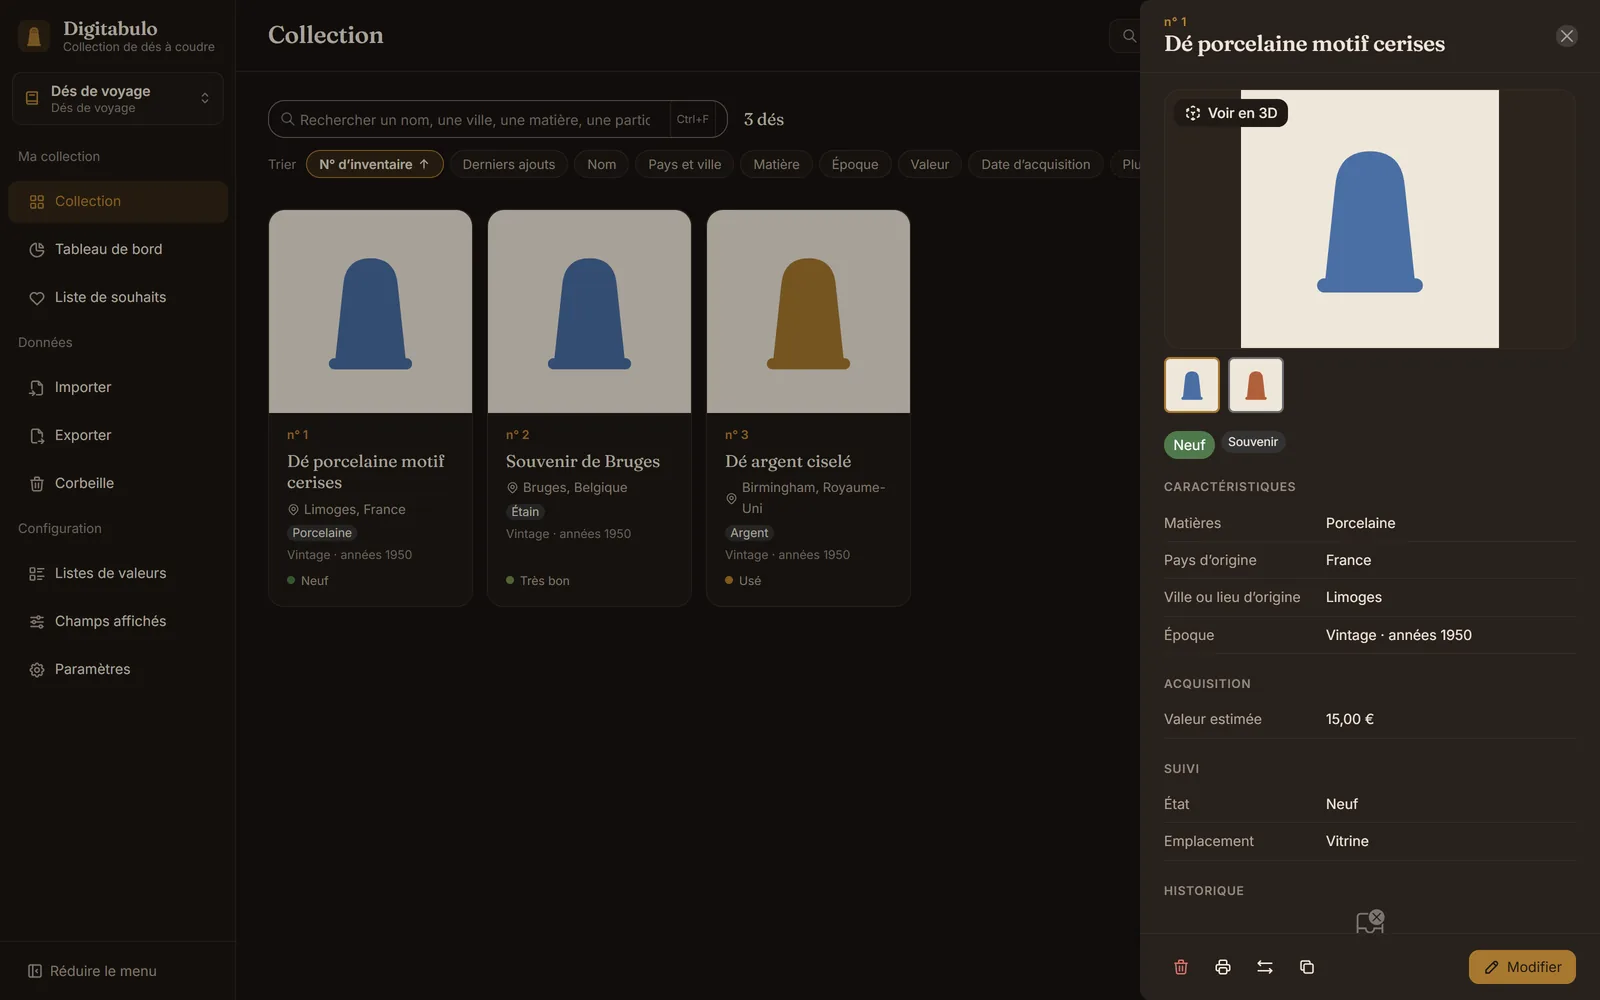 Digitabulo
Collection de dés à coudre
Dés de voyage
Dés de voyage
Ma collection
Collection
Tableau de bord
Liste de souhaits
Données
Importer
Exporter
Corbeille
Configuration
Listes de valeurs
Champs affichés
Paramètres
Réduire le menu
Collection
Rechercher un nom, une ville, une matière, une partic
Ctrl+F
3 dés
Trier
N° d’inventaire ↑
Derniers ajouts
Nom
Pays et ville
Matière
Époque
Valeur
Date d’acquisition
Plu
n° 1
Dé porcelaine motif
cerises
Limoges, France
Porcelaine
Vintage · années 1950
Neuf
n° 2
Souvenir de Bruges
Bruges, Belgique
Étain
Vintage · années 1950
Très bon
n° 3
Dé argent ciselé
Birmingham, Royaume-
Uni
Argent
Vintage · années 1950
Usé
n° 1
Dé porcelaine motif cerises
Voir en 3D
Neuf
Souvenir
CARACTÉRISTIQUES
Matières Porcelaine
Pays d’origine France
Ville ou lieu d’origine Limoges
Époque Vintage · années 1950
ACQUISITION
Valeur estimée 15,00 €
SUIVI
État Neuf
Emplacement Vitrine
HISTORIQUE
Modifier